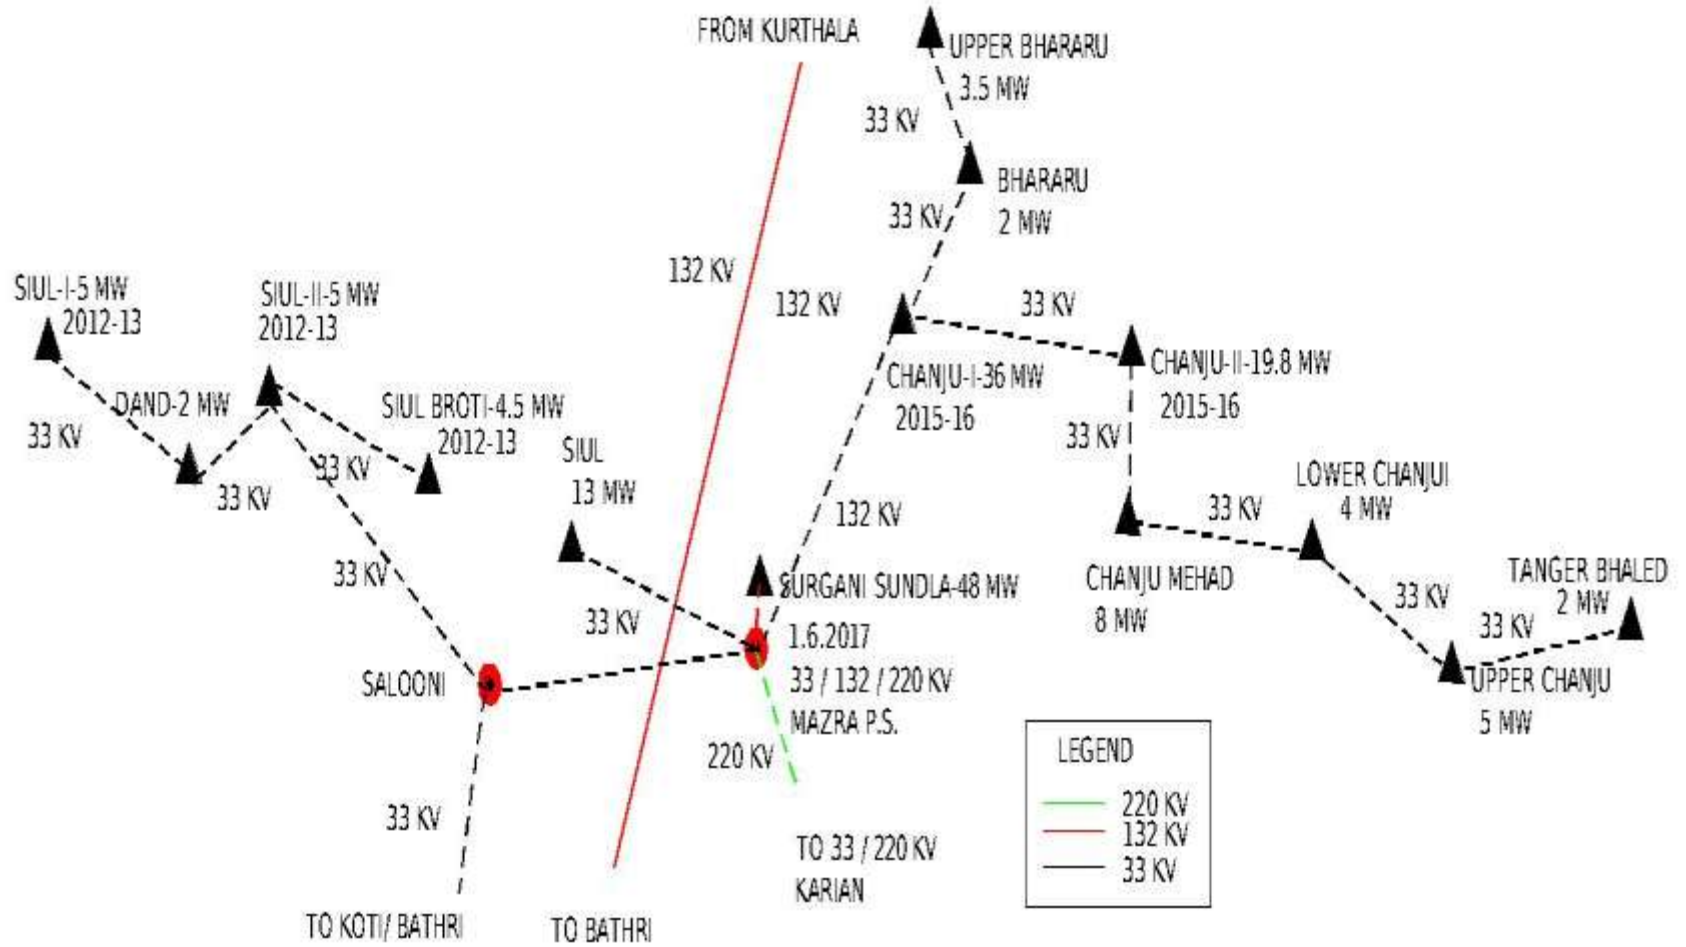 FROM KURTHALA
UPPER BHARARU
3.5 MW
33 KV
BHARARU
2 MW
33 KV
132 KV
132 KV
33 KV
SIUL-I-5 MW
2012-13
SIUL-II-5 MW
2012-13
DAND-2 MW
33 KV
33 KV
SIUL BROTI-4.5 MW
2012-13
33 KV
SIUL
13 MW
CHANJU-I-36 MW
2015-16
CHANJU-II-19.8 MW
2015-16
33 KV
LOWER CHANJUI
4 MW
33 KV
132 KV
33 KV
CHANJU MEHAD
8 MW
TANGER BHALED
2 MW
33 KV
33 KV
UPPER CHANJU
5 MW
33 KV
SURGANI SUNDLA-48 MW
1.6.2017
33 / 132 / 220 KV
MAZRA P.S.
SALOONI
220 KV
33 KV
TO 33 / 220 KV
KARIAN
TO KOTI/ BATHRI
TO BATHRI
LEGEND
220 KV
132 KV
33 KV